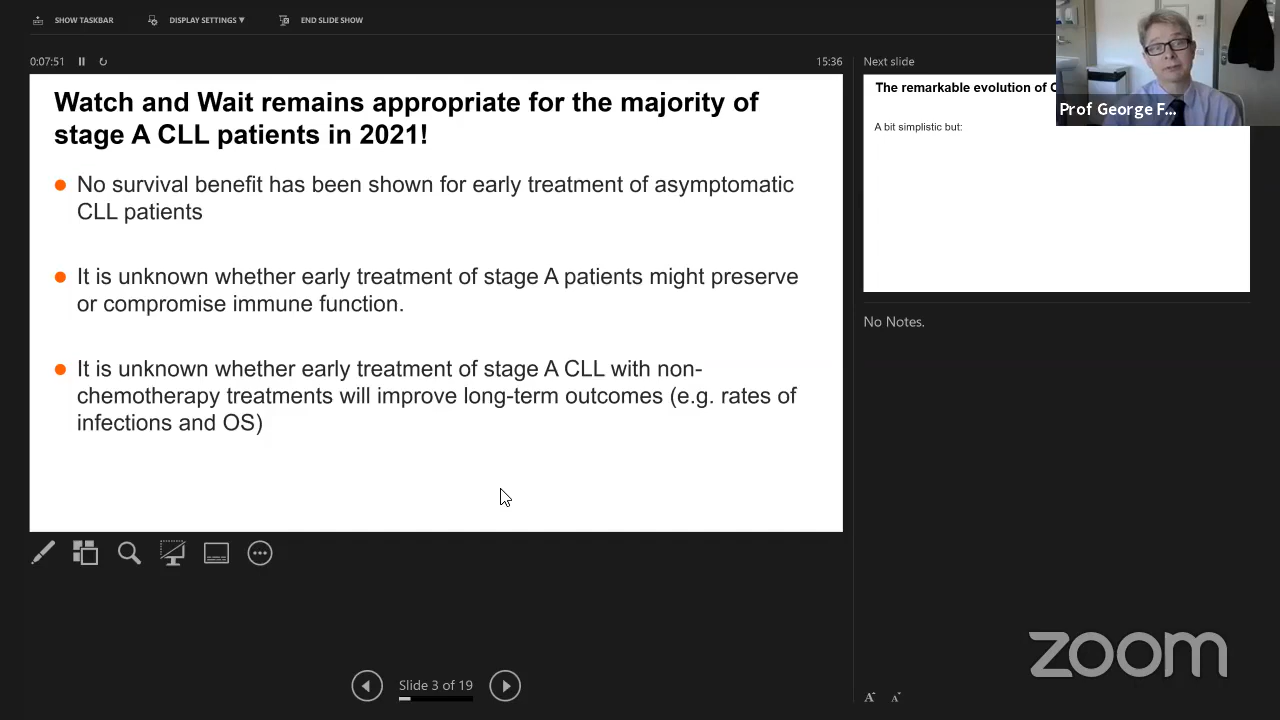 SHOW TASKBAR
DISPLAY SETTINGS ▼
END SLIDE SHOW
0:07:51
15:36
Watch and Wait remains appropriate for the majority of
stage A CLL patients in 2021!
No survival benefit has been shown for early treatment of asymptomatic
CLL patients
It is unknown whether early treatment of stage A patients might preserve
or compromise immune function.
It is unknown whether early treatment of stage A CLL with non-
chemotherapy treatments will improve long-term outcomes (e.g. rates of
infections and OS)
Slide 3 of 19
Next slide
The remarkable evolution of C
A bit simplistic but:
Prof George F...
No Notes.
A A
zoom